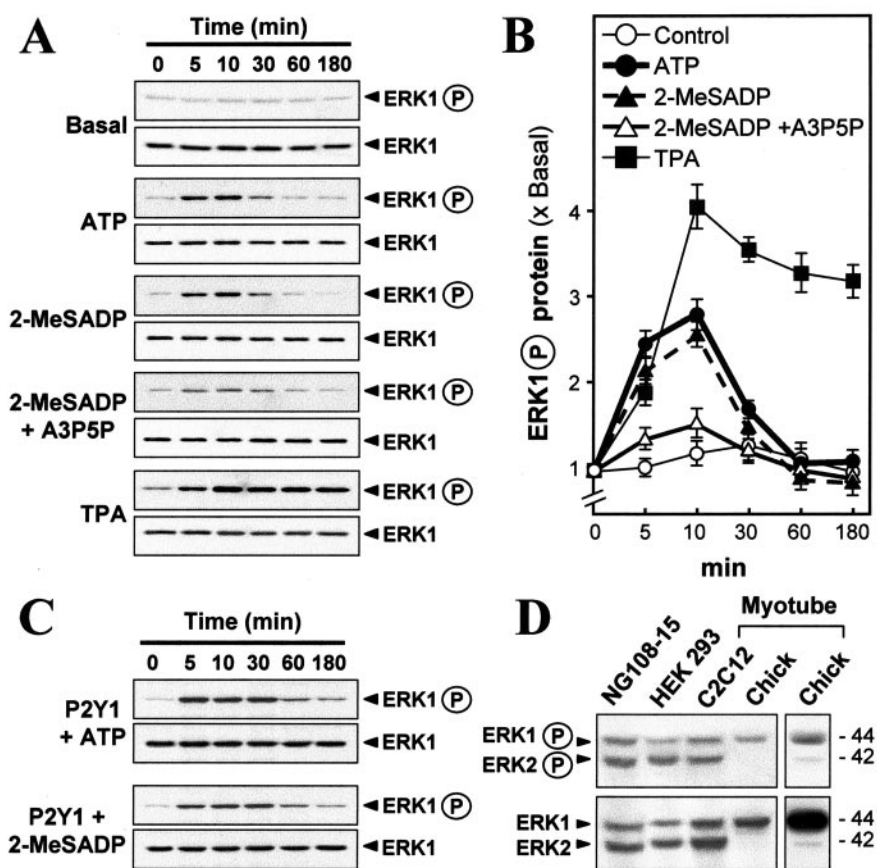 A
Time (min)
0 5 10 30 60 180
Basal
ERK1 P
ERK1
ATP
ERK1 P
ERK1
2-MeSADP
ERK1 P
ERK1
2-MeSADP
+ A3P5P
ERK1 P
ERK1
TPA
ERK1 P
ERK1
B
Control
ATP
2-MeSADP
2-MeSADP +A3P5P
TPA
ERK1 P protein (x Basal)
4
3
2
1
0 5 10 30 60 180
min
C
Time (min)
0 5 10 30 60 180
P2Y1
+ ATP
ERK1 P
ERK1
P2Y1 +
2-MeSADP
ERK1 P
ERK1
D
Myotube
NG108-15 HEK 293 C2C12 Chick Chick
ERK1 P
ERK2 P
- 44
- 42
ERK1
ERK2
- 44
- 42